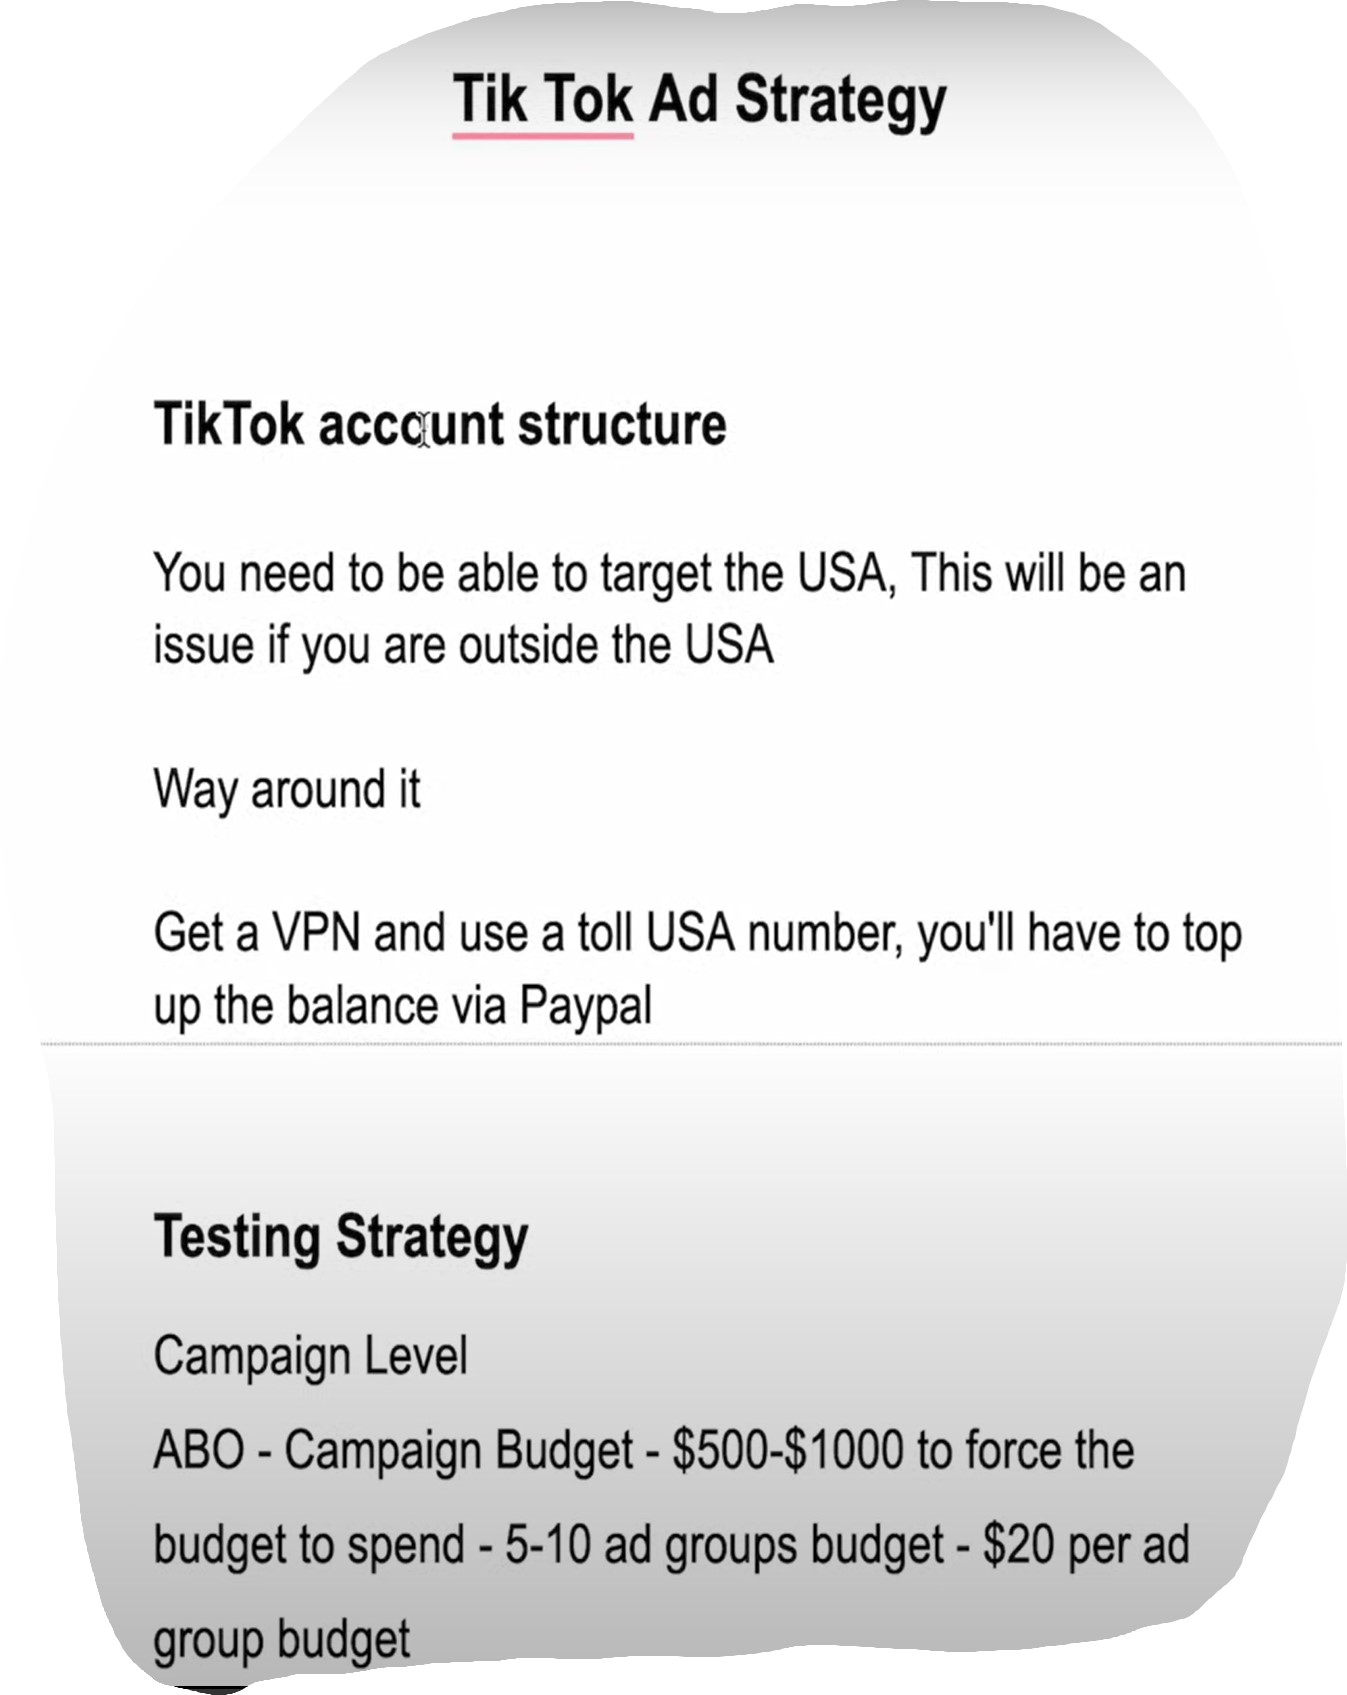 Tik Tok Ad Strategy
TikTok account structure
You need to be able to target the USA, This will be an
issue if you are outside the USA
Way around it
Get a VPN and use a toll USA number, you'll have to top
up the balance via Paypal
Testing Strategy
Campaign Level
ABO - Campaign Budget - $500-$1000 to force the
budget to spend - 5-10 ad groups budget - $20 per ad
group budget